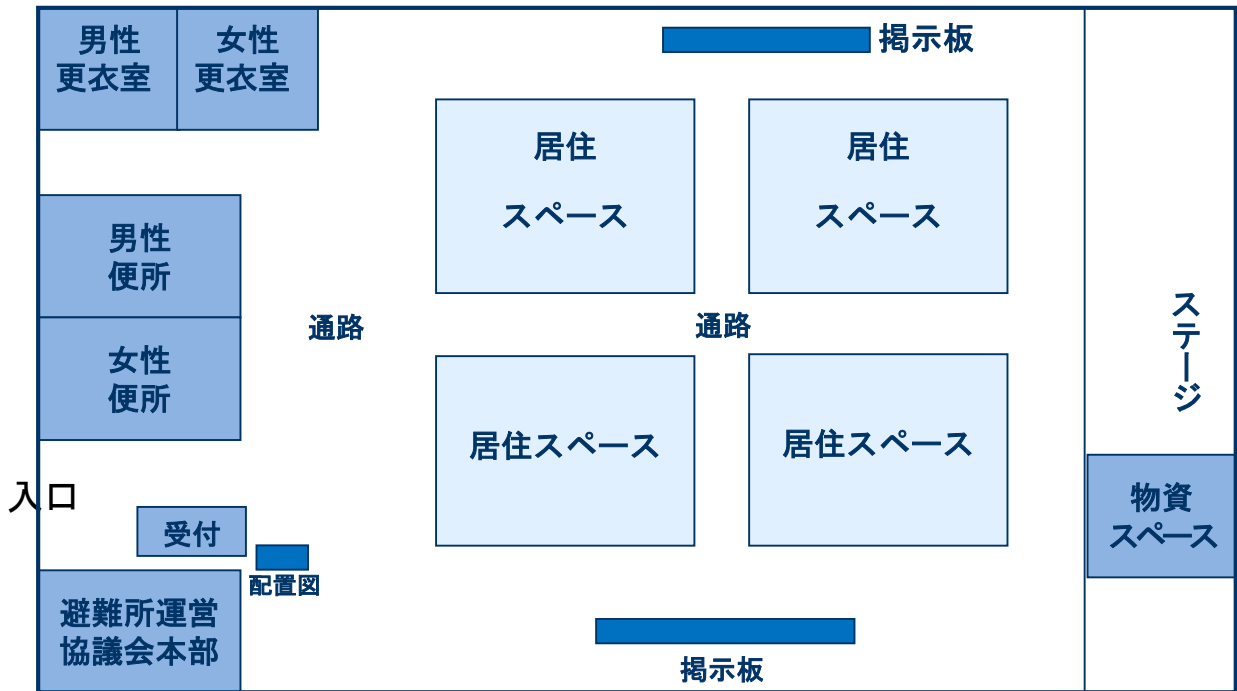 男性
更衣室
女性
更衣室
掲示板
居住
スペース
居住
スペース
男性
便所
女性
便所
通路
通路
ステージ
居住スペース
居住スペース
入口
受付
配置図
物資
スペース
避難所運営
協議会本部
掲示板